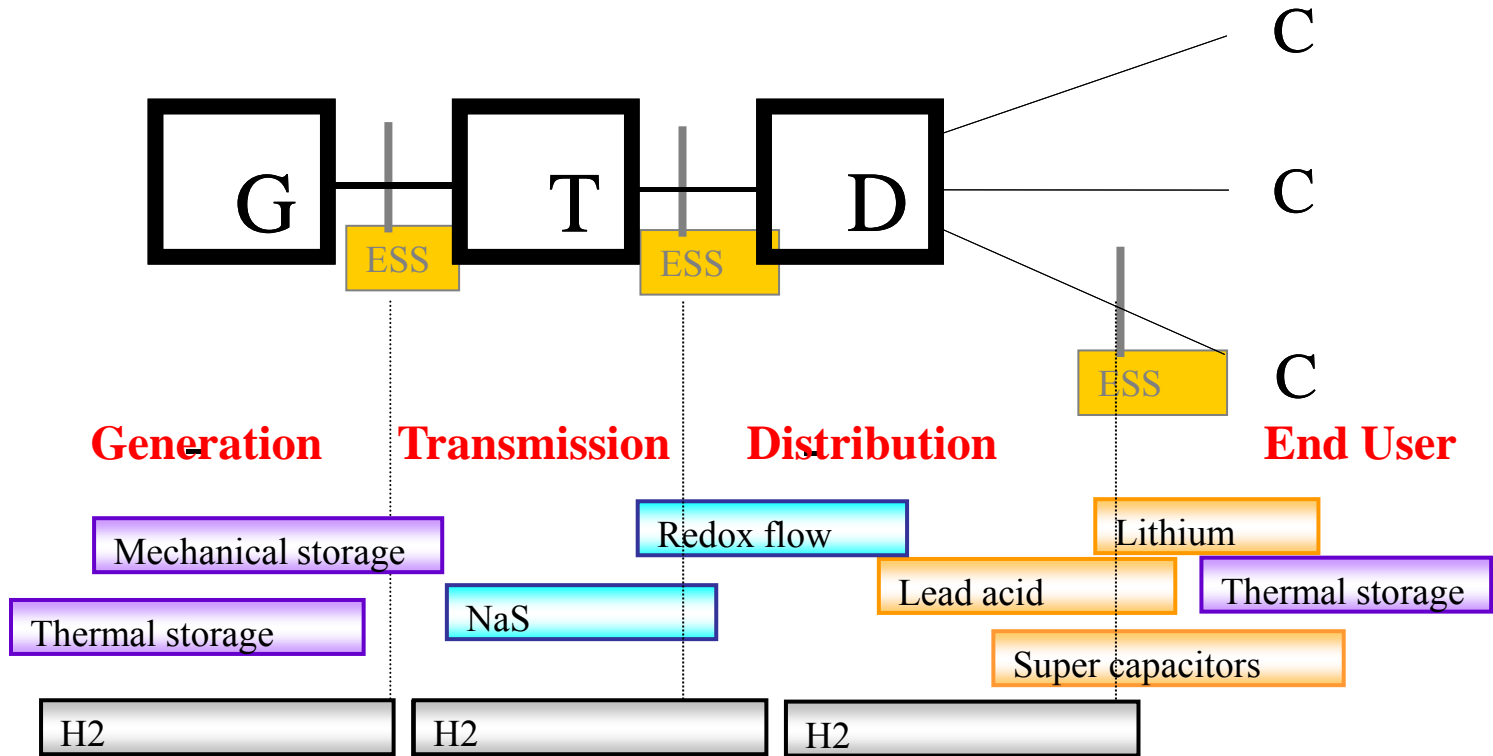 C
G
T
D
C
ESS
ESS
ESS
C
Generation
Transmission
Distribution
End User
Redox flow
Lithium
Mechanical storage
Lead acid
Thermal storage
NaS
Thermal storage
Super capacitors
H2
H2
H2